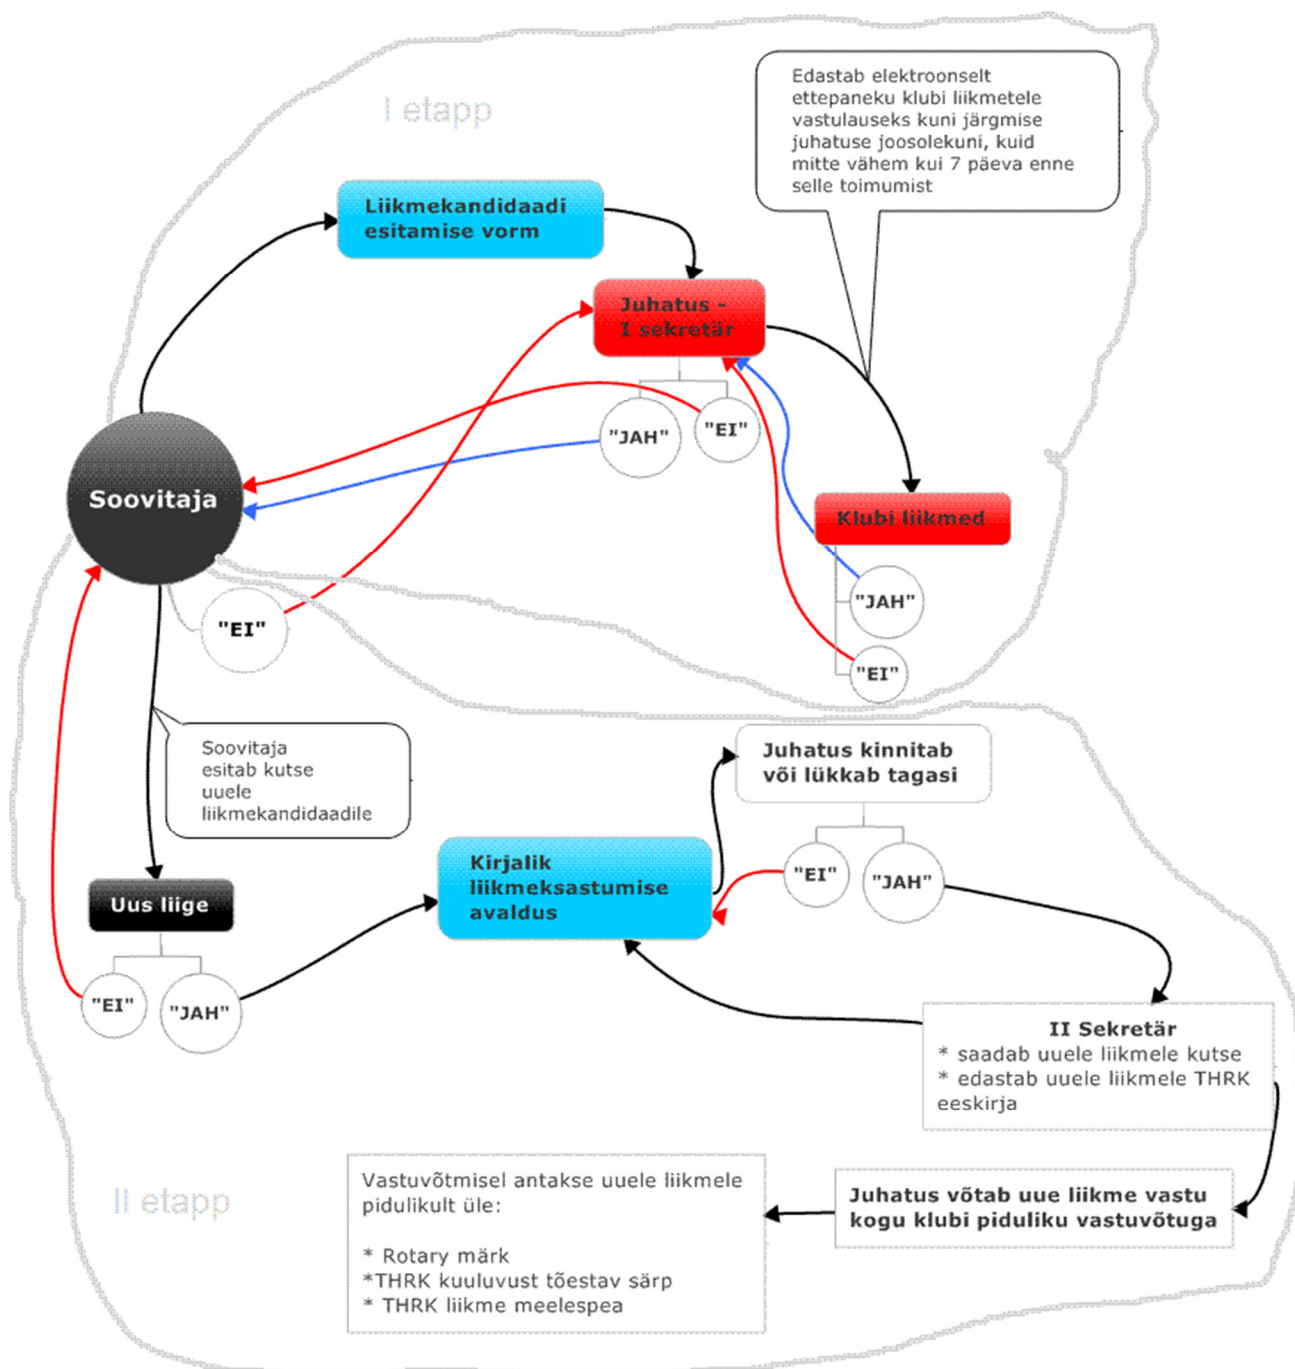 I etapp
Edastab elektroonselt
ettepaneku klubi liikmetele
vastulauseks kuni järgmise
juhatuse joosolekuni, kuid
mitte vähem kui 7 päeva enne
selle toimumist
Liikmekandidaadi
esitamise vorm
Juhatus -
I sekretär
"JAH"
"EI"
Soovitaja
Klubi liikmed
"JAH"
"EI"
"EI"
Soovitaja
esitab kutse
uuele
liikmekandidaadile
Juhatus kinnitab
või lükkab tagasi
"EI"
"JAH"
Kirjalik
liikmeksastumise
avaldus
Uus liige
"EI"
"JAH"
II Sekretär
* saadab uuele liikmele kutse
* edastab uuele liikmele THRK
eeskirja
II etapp
Juhatus võtab uue liikme vastu
kogu klubi piduliku vastuvõtuga
Vastuvõtmisel antakse uuele liikmele
pidulikult üle:
* Rotary märk
*THRK kuuluvust tõestav särp
* THRK liikme meelespea